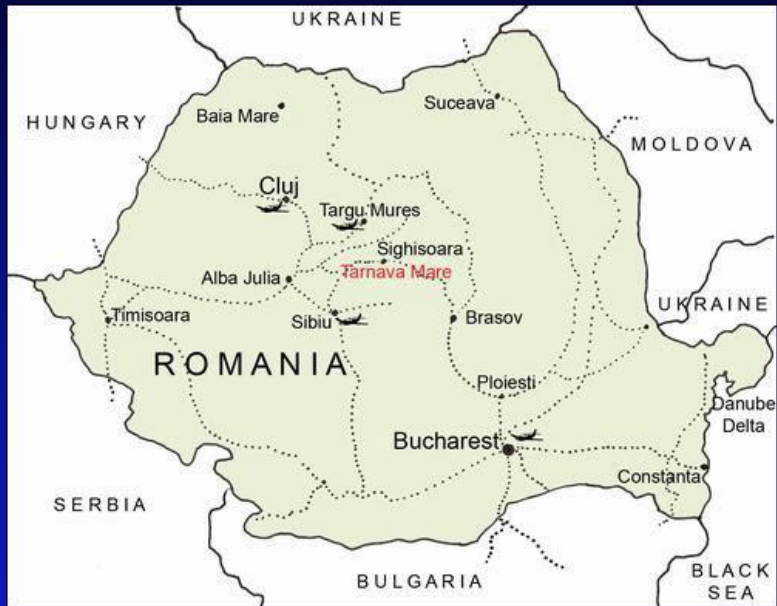 UKRAINE
Baia Mare
Suceava
HUNGARY
MOLDOVA
Cluj
Targu Mures
Sighisoara
Tarnava Mare
Alba Julia
UKRAINE
Timisoara
Sibiu
Brasov
ROMANIA
Ploiesti
Danube
Delta
Bucharest
Constanta
SERBIA
BLACK
SEA
BULGARIA